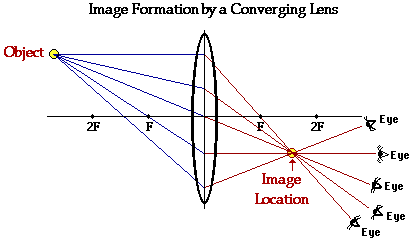 Image Formation by a Converging Lens
Object
2F
F
F
2F
Eye
Eye
Image
Location
Eye
Eye
Eye